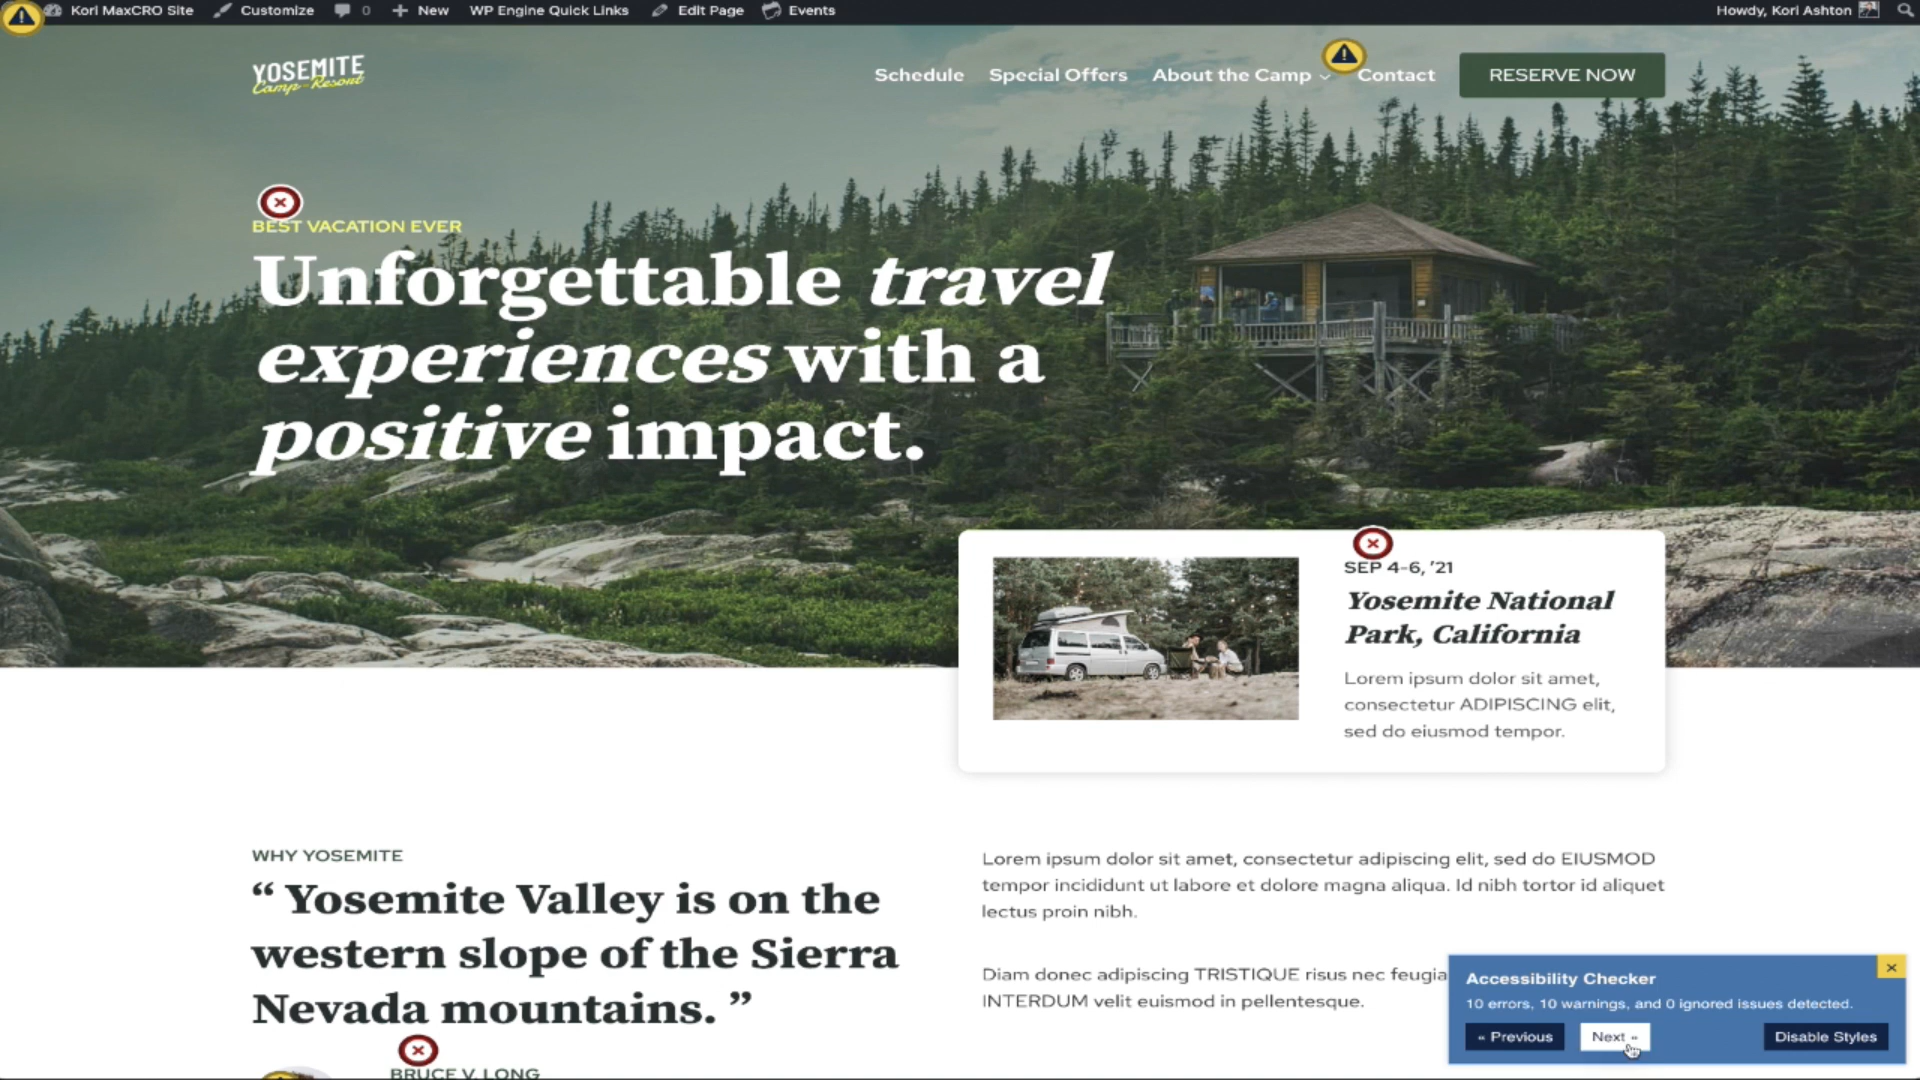 Kori MaxCRO Site Customize 0 New WP Engine Quick Links Edit Page Events Howdy, Kori Ashton
YOSEMITE
Camp-Resort
Schedule Special Offers About the Camp Contact RESERVE NOW
BEST VACATION EVER
Unforgettable travel
experiences with a
positive impact.
SEP 4-6, '21
Yosemite National
Park, California
Lorem ipsum dolor sit amet,
consectetur ADIPISCING elit,
sed do eiusmod tempor.
WHY YOSEMITE
“ Yosemite Valley is on the
western slope of the Sierra
Nevada mountains. ”
BRUCE V. LONG
Lorem ipsum dolor sit amet, consectetur adipiscing elit, sed do EIUSMOD
tempor incididunt ut labore et dolore magna aliqua. Id nibh tortor id aliquet
lectus proin nibh.
Diam donec adipiscing TRISTIQUE risus nec feugia
INTERDUM velit euismod in pellentesque.
Accessibility Checker
10 errors, 10 warnings, and 0 ignored issues detected.
« Previous Next » Disable Styles